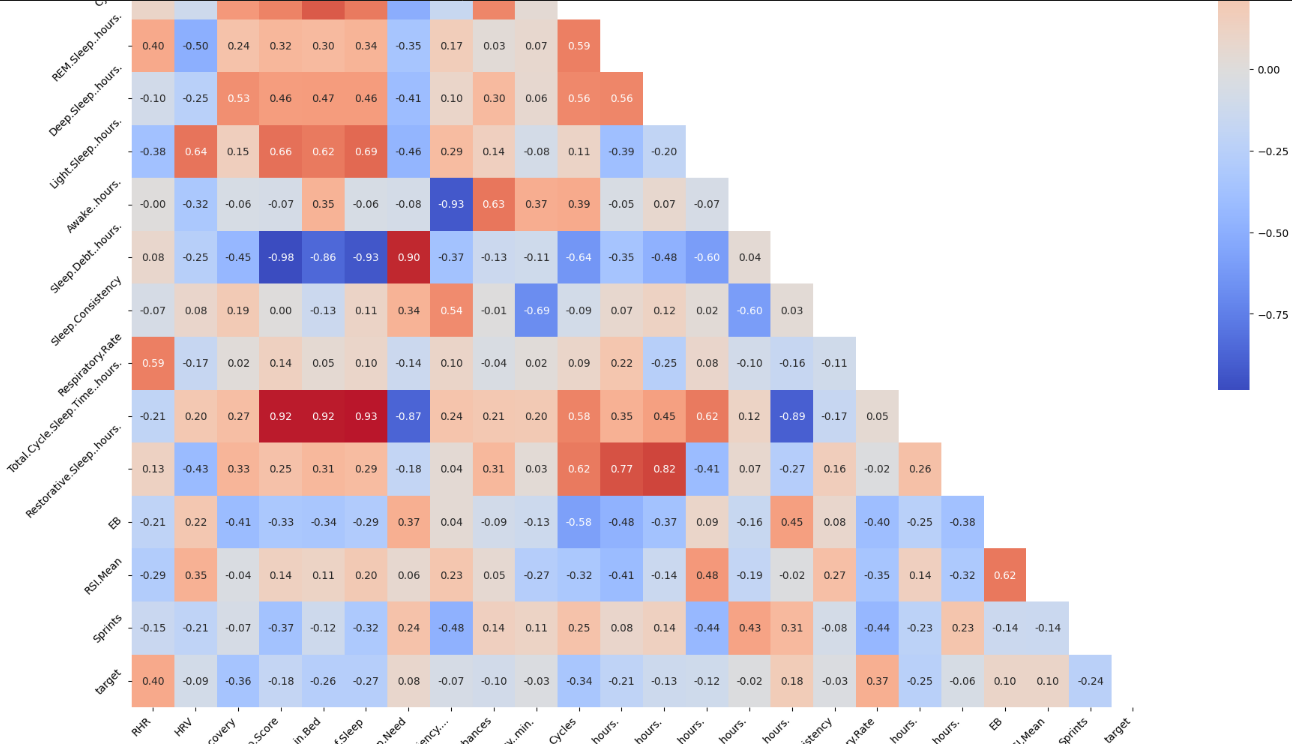 REM.Sleep..hours. 0.40 -0.50 0.24 0.32 0.30 0.34 -0.35 0.17 0.03 0.07 0.59
0.00
Deep.Sleep..hours. -0.10 -0.25 0.53 0.46 0.47 0.46 -0.41 0.10 0.30 0.06 0.56 0.56
Light.Sleep..hours. -0.38 0.64 0.15 0.66 0.62 0.69 -0.46 0.29 0.14 -0.08 0.11 -0.39 -0.20
-0.25
Awake..hours. -0.00 -0.32 -0.06 -0.07 0.35 -0.06 -0.08 -0.93 0.63 0.37 0.39 -0.05 0.07 -0.07
-0.50
Sleep.Debt..hours. 0.08 -0.25 -0.45 -0.98 -0.86 -0.93 0.90 -0.37 -0.13 -0.11 -0.64 -0.35 -0.48 -0.60 0.04
Sleep.Consistency -0.07 0.08 0.19 0.00 -0.13 0.11 0.34 0.54 -0.01 -0.69 -0.09 0.07 0.12 0.02 -0.60 0.03
-0.75
Respiratory.Rate 0.59 -0.17 0.02 0.14 0.05 0.10 -0.14 0.10 -0.04 0.02 0.09 0.22 -0.25 0.08 -0.10 -0.16 -0.11
Total.Cycle.Sleep.Time..hours. -0.21 0.20 0.27 0.92 0.92 0.93 -0.87 0.24 0.21 0.20 0.58 0.35 0.45 0.62 0.12 -0.89 -0.17 0.05
Restorative.Sleep..hours. 0.13 -0.43 0.33 0.25 0.31 0.29 -0.18 0.04 0.31 0.03 0.62 0.77 0.82 -0.41 0.07 -0.27 0.16 -0.02 0.26
EB -0.21 0.22 -0.41 -0.33 -0.34 -0.29 0.37 0.04 -0.09 -0.13 -0.58 -0.48 -0.37 0.09 -0.16 0.45 0.08 -0.40 -0.25 -0.38
RSI.Mean -0.29 0.35 -0.04 0.14 0.11 0.20 0.06 0.23 0.05 -0.27 -0.32 -0.41 -0.14 0.48 -0.19 -0.02 0.27 -0.35 0.14 -0.32 0.62
Sprints -0.15 -0.21 -0.07 -0.37 -0.12 -0.32 0.24 -0.48 0.14 0.11 0.25 0.08 0.14 -0.44 0.43 0.31 -0.08 -0.44 -0.23 0.23 -0.14 -0.14
target 0.40 -0.09 -0.36 -0.18 -0.26 -0.27 0.08 -0.07 -0.10 -0.03 -0.34 -0.21 -0.13 -0.12 -0.02 0.18 -0.03 0.37 -0.25 -0.06 0.10 0.10 -0.24
RHR HRV covery .Score in.Bed f.Sleep .Need iency.... bances y..min. Cycles hours. hours. hours. hours. hours. istency ry.Rate hours. hours. EB I.Mean Sprints target